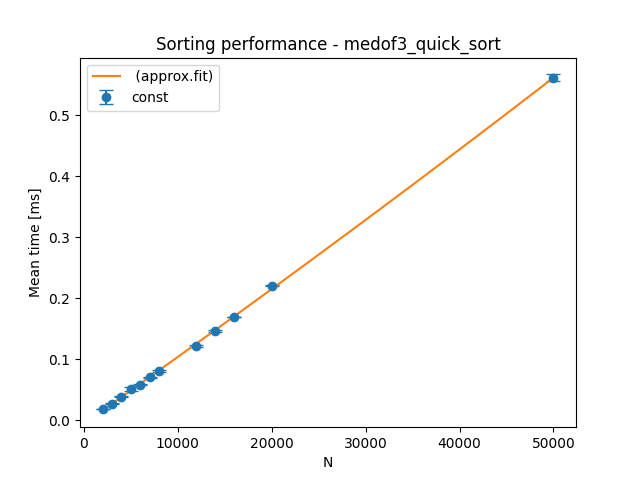 Sorting performance - medof3_quick_sort
(approx.fit)
const
Mean time [ms]
0.5
0.4
0.3
0.2
0.1
0.0
0
10000
20000
30000
40000
50000
N